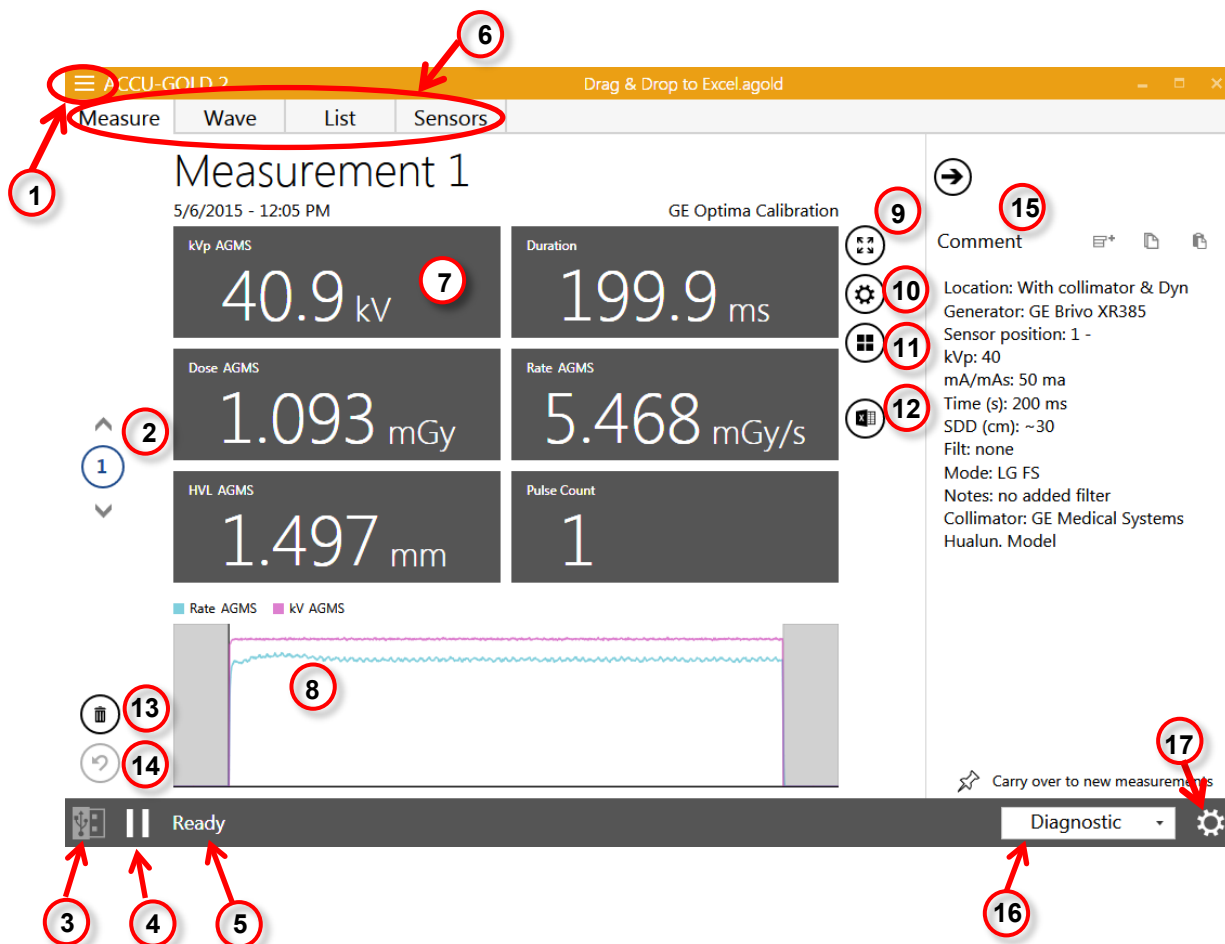 6
ACCU-GOLD 2
Drag & Drop to Excel.agold
Measure
Wave
List
Sensors
1
Measurement 1
5/6/2015 - 12:05 PM
GE Optima Calibration
9
15
kVp AGMS
40.9 kV
7
Duration
199.9 ms
10
11
12
Dose AGMS
1.093 mGy
Rate AGMS
5.468 mGy/s
2
1
HVL AGMS
1.497 mm
Pulse Count
1
Rate AGMS
kV AGMS
8
13
14
Comment
Location: With collimator & Dyn
Generator: GE Brivo XR385
Sensor position: 1 -
kVp: 40
mA/mAs: 50 ma
Time (s): 200 ms
SDD (cm): ~30
Filt: none
Mode: LG FS
Notes: no added filter
Collimator: GE Medical Systems
Hualun. Model
17
Carry over to new measurements
Ready
Diagnostic
3
4
5
16